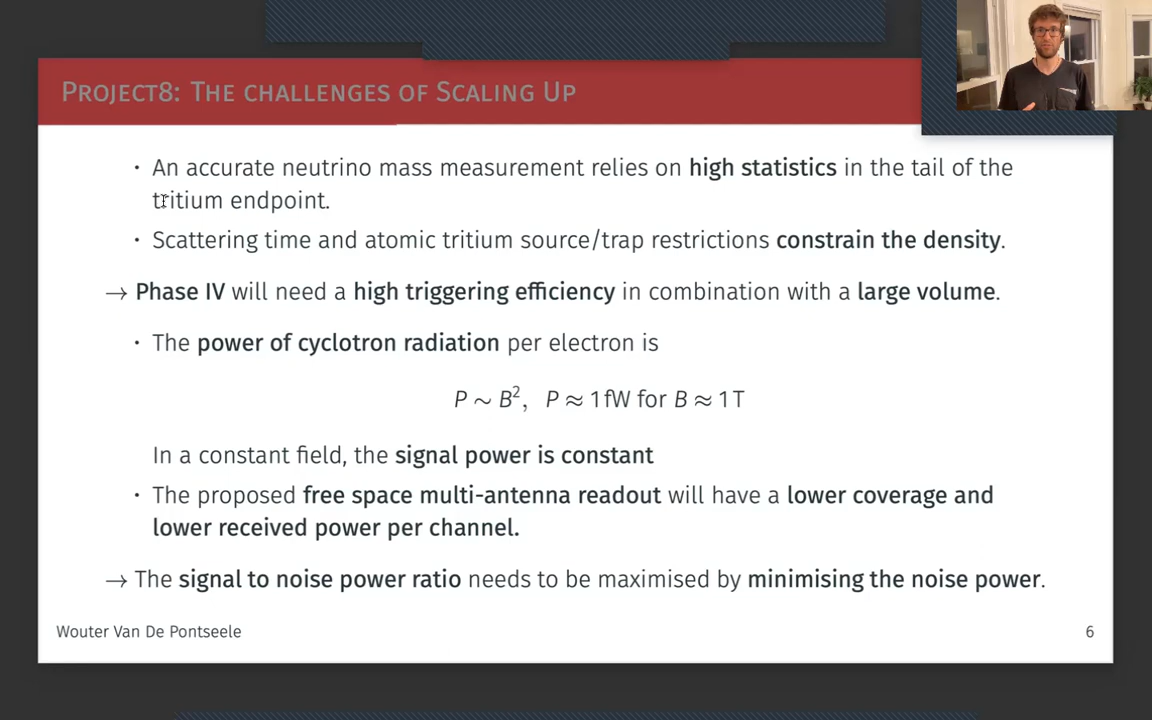 Project8: The challenges of Scaling Up
• An accurate neutrino mass measurement relies on high statistics in the tail of the
tritium endpoint.
• Scattering time and atomic tritium source/trap restrictions constrain the density.
→ Phase IV will need a high triggering efficiency in combination with a large volume.
• The power of cyclotron radiation per electron is
P ∼ B², P ≈ 1 fW for B ≈ 1 T
In a constant field, the signal power is constant
• The proposed free space multi-antenna readout will have a lower coverage and
lower received power per channel.
→ The signal to noise power ratio needs to be maximised by minimising the noise power.
Wouter Van De Pontseele 6